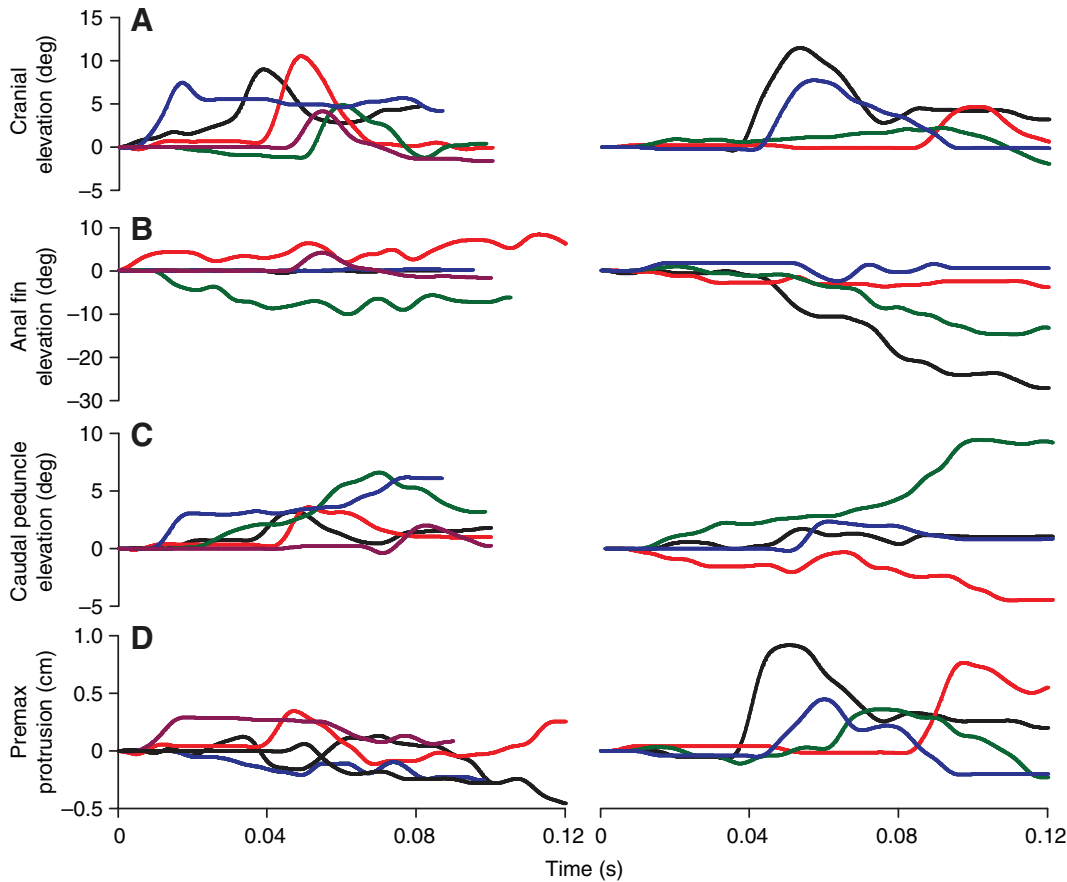 A
15
10
5
0
–5
Cranial
elevation (deg)
B
10
0
–10
–20
–30
Anal fin
elevation (deg)
C
10
5
0
–5
Caudal peduncle
elevation (deg)
D
1.0
0.5
0
–0.5
Premax
protrusion (cm)
0 0.04 0.08 0.12 0 0.04 0.08 0.12
Time (s)